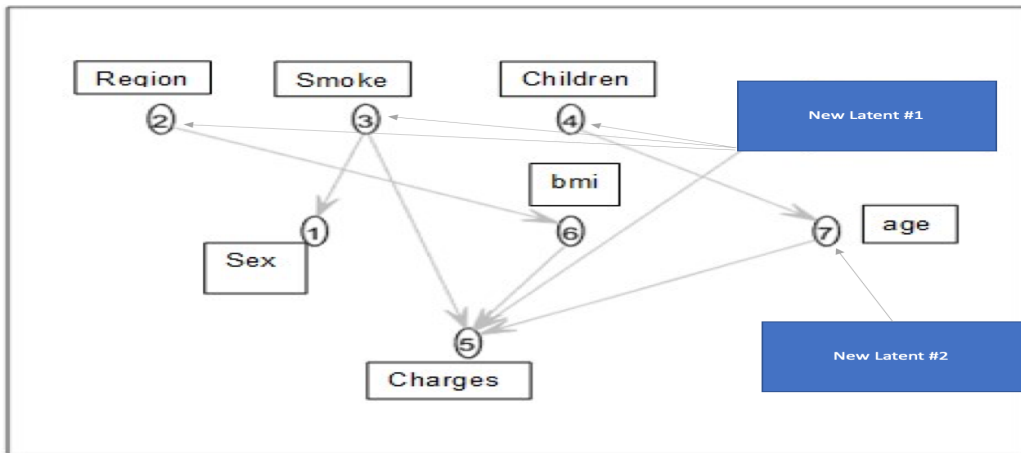 Region
Smoke
Children
New Latent #1
2
3
4
bmi
1
6
7
age
Sex
5
New Latent #2
Charges